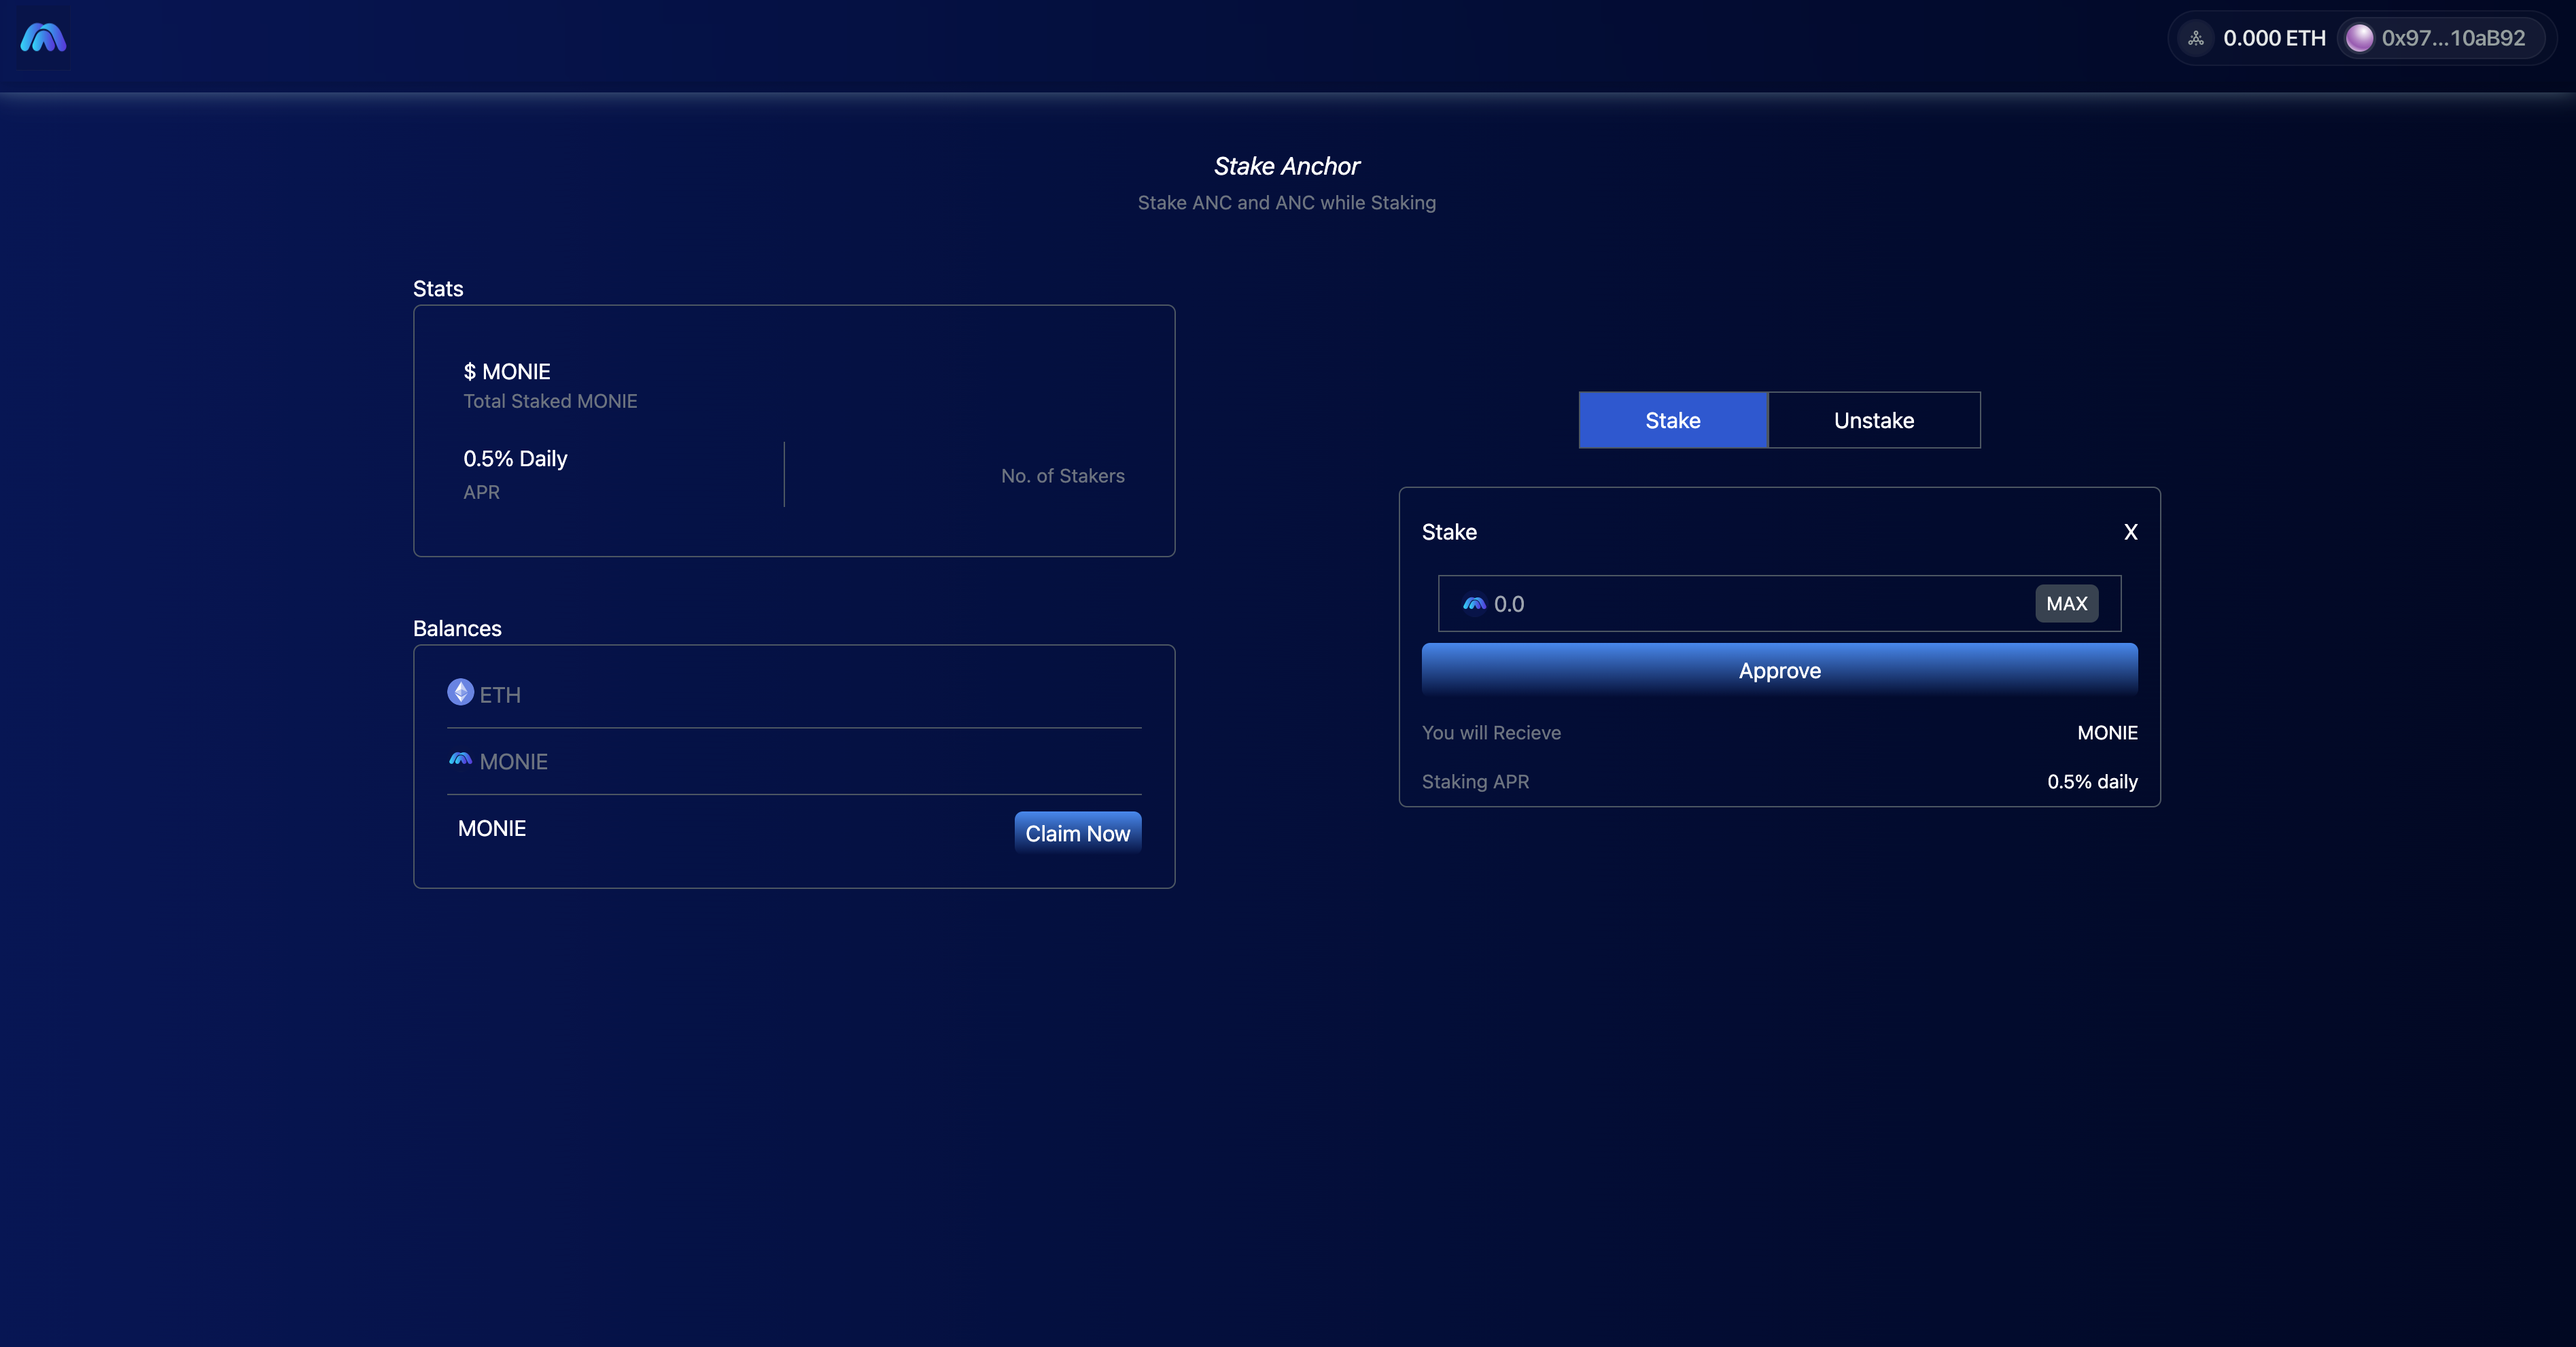 0.000 ETH
0x97...10aB92
Stake Anchor
Stake ANC and ANC while Staking
Stats
$ MONIE
Total Staked MONIE
0.5% Daily
APR
No. of Stakers
Balances
ETH
MONIE
MONIE
Claim Now
Stake
Unstake
Stake
X
0.0
MAX
Approve
You will Recieve
MONIE
Staking APR
0.5% daily